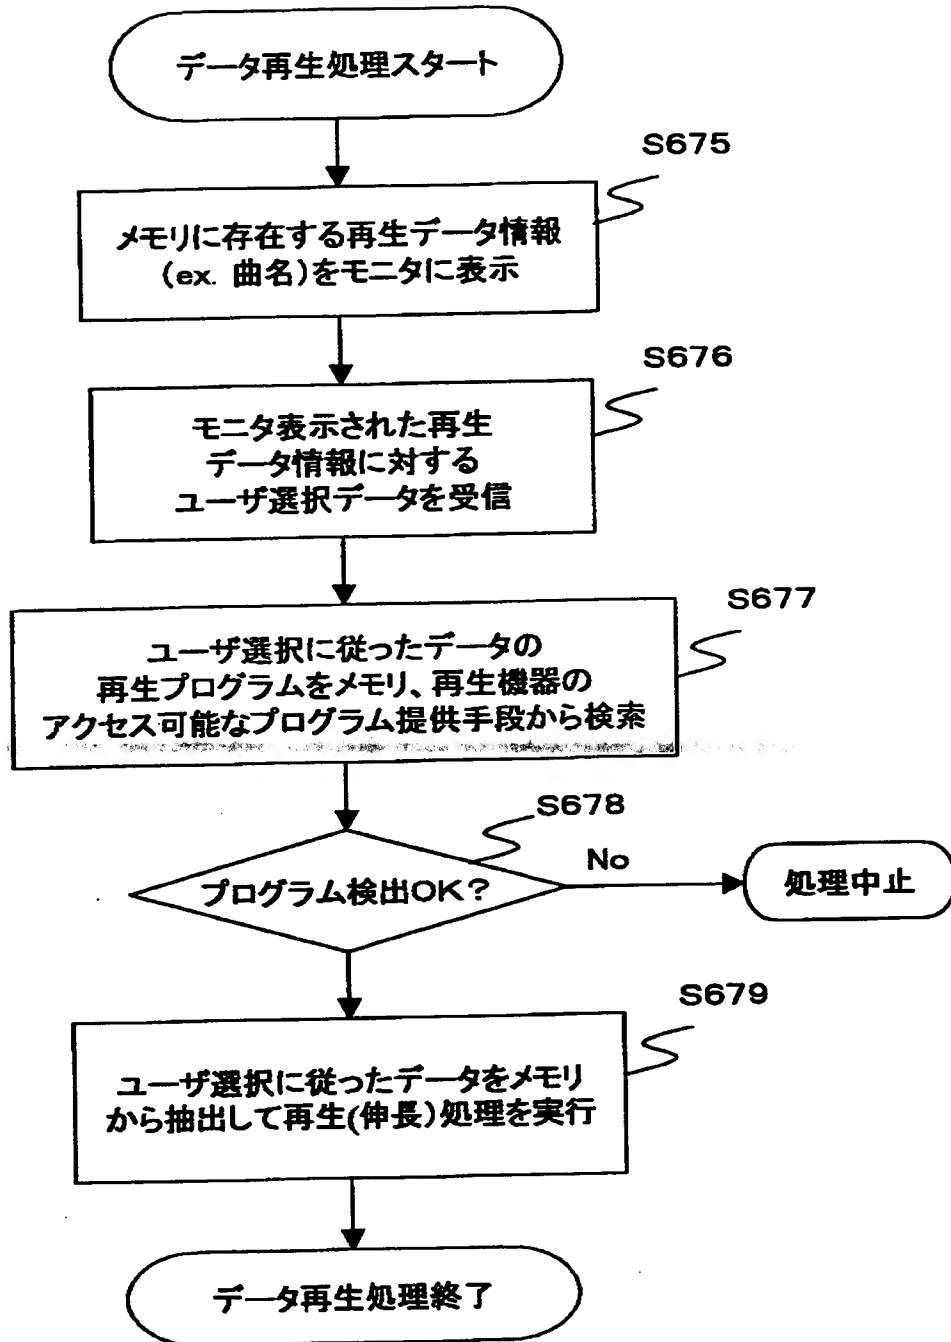 データ再生処理スタート
S675
メモリに存在する再生データ情報
(ex. 曲名)をモニタに表示
S676
モニタ表示された再生
データ情報に対する
ユーザ選択データを受信
S677
ユーザ選択に従ったデータの
再生プログラムをメモリ、再生機器の
アクセス可能なプログラム提供手段から検索
S678
プログラム検出OK?
No
処理中止
S679
ユーザ選択に従ったデータをメモリ
から抽出して再生(伸長)処理を実行
データ再生処理終了